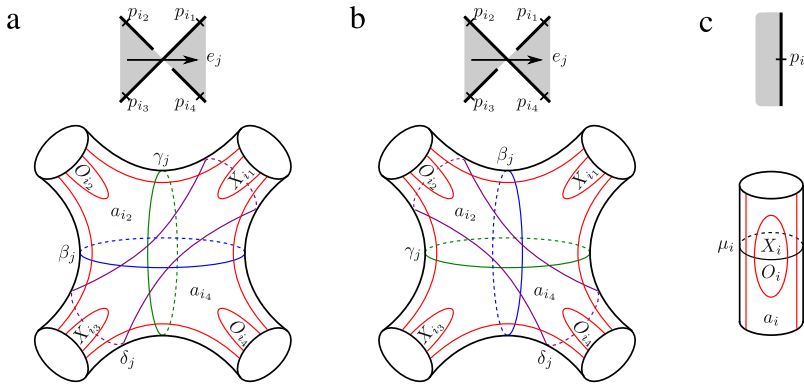 a
b
c
p_{i_2} p_{i_1}
e_j
p_{i_3} p_{i_4}
p_{i_2} p_{i_1}
e_j
p_{i_3} p_{i_4}
p_i
O_{i_2} γ_j X_{i_1}
a_{i_2}
β_j
a_{i_4}
X_{i_3} O_{i_4}
δ_j
O_{i_2} β_j X_{i_1}
a_{i_2}
γ_j
a_{i_4}
X_{i_3} O_{i_4}
δ_j
μ_i X_i
O_i
a_i